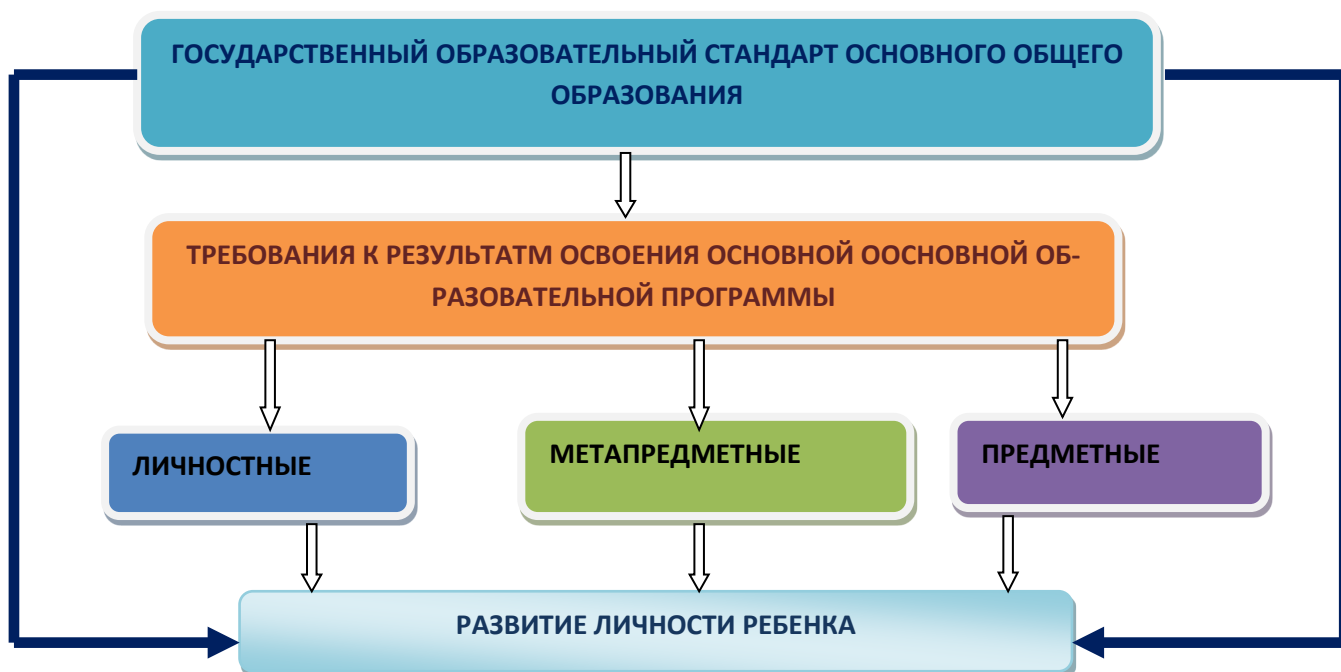 ГОСУДАРСТВЕННЫЙ ОБРАЗОВАТЕЛЬНЫЙ СТАНДАРТ ОСНОВНОГО ОБЩЕГО
ОБРАЗОВАНИЯ
ТРЕБОВАНИЯ К РЕЗУЛЬТАТМ ОСВОЕНИЯ ОСНОВНОЙ ООСНОВНОЙ ОБ-
РАЗОВАТЕЛЬНОЙ ПРОГРАММЫ
ЛИЧНОСТНЫЕ
МЕТАПРЕДМЕТНЫЕ
ПРЕДМЕТНЫЕ
РАЗВИТИЕ ЛИЧНОСТИ РЕБЕНКА